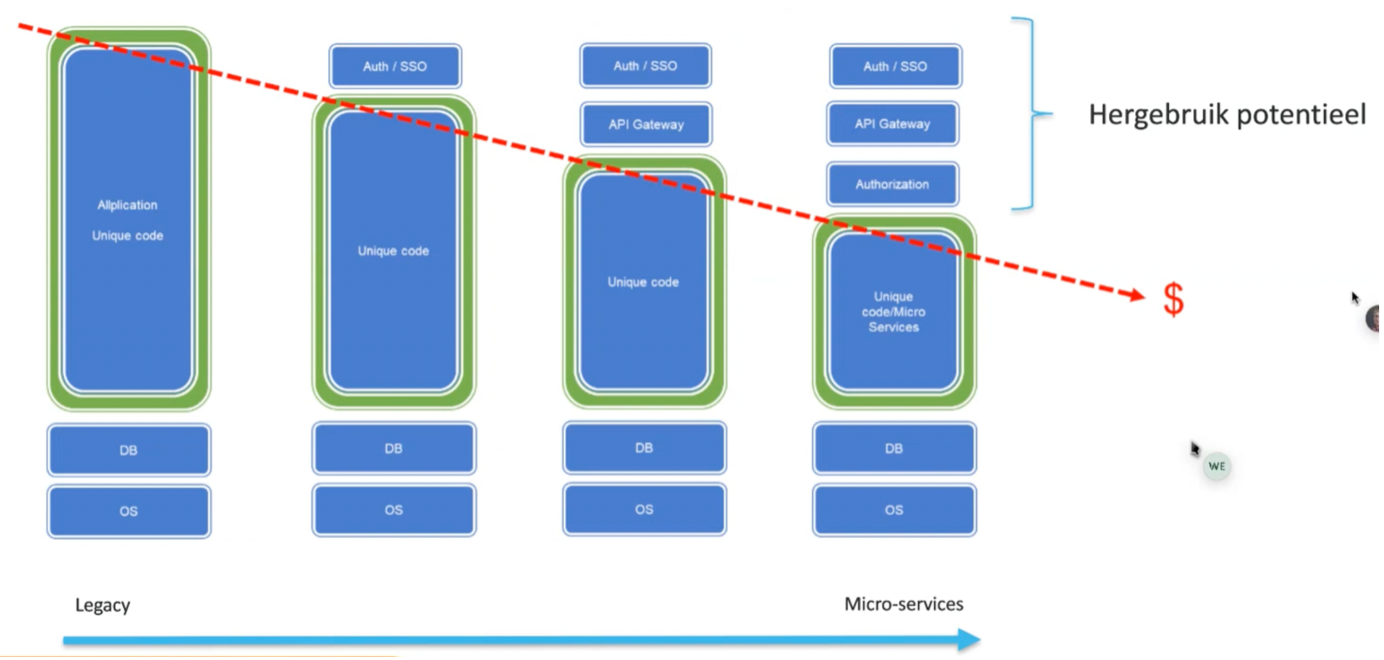 Auth / SSO
Auth / SSO
Auth / SSO
API Gateway
API Gateway
Hergebruik potentieel
Authorization
Allplication
Unique code
Unique code
Unique code
Unique
code/Micro
Services
$
DB
DB
DB
DB
WE
OS
OS
OS
OS
Legacy
Micro-services